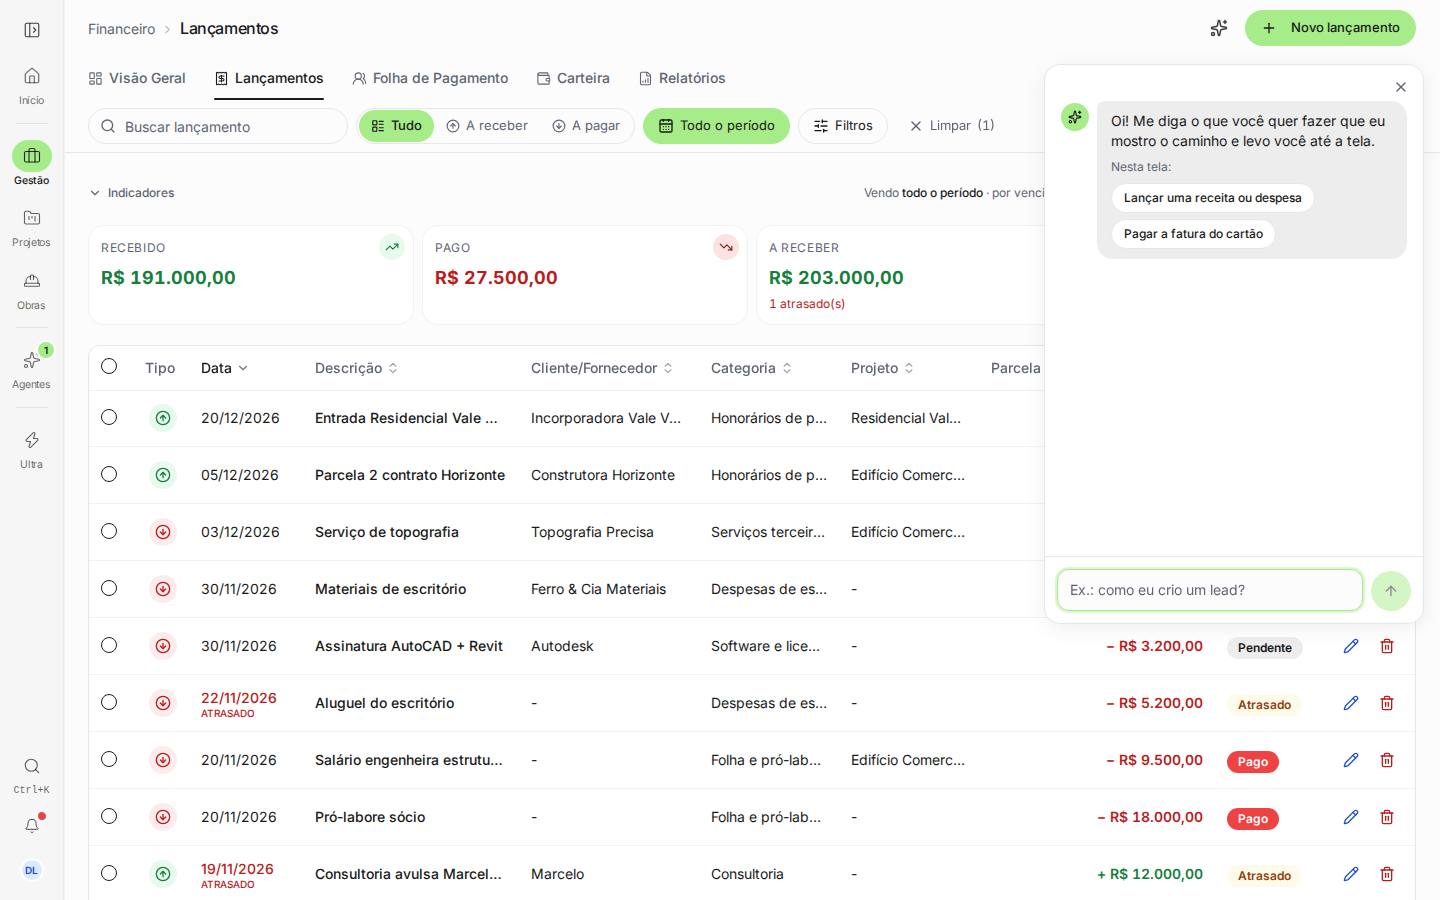 Financeiro > Lançamentos
Novo lançamento
Início
Gestão
Projetos
Obras
1
Agentes
Ultra
Ctrl+K
DL
Visão Geral
Lançamentos
Folha de Pagamento
Carteira
Relatórios
Buscar lançamento
Tudo
A receber
A pagar
Todo o período
Filtros
Limpar (1)
Indicadores
Vendo todo o período · por venci
RECEBIDO
R$ 191.000,00
PAGO
R$ 27.500,00
A RECEBER
R$ 203.000,00
1 atrasado(s)
Tipo Data Descrição Cliente/Fornecedor Categoria Projeto Parcela
20/12/2026 Entrada Residencial Vale ... Incorporadora Vale V... Honorários de p... Residencial Val...
05/12/2026 Parcela 2 contrato Horizonte Construtora Horizonte Honorários de p... Edifício Comerc...
03/12/2026 Serviço de topografia Topografia Precisa Serviços terceir... Edifício Comerc...
30/11/2026 Materiais de escritório Ferro & Cia Materiais Despesas de es... -
30/11/2026 Assinatura AutoCAD + Revit Autodesk Software e lice... - − R$ 3.200,00 Pendente
22/11/2026 Aluguel do escritório - Despesas de es... - − R$ 5.200,00 Atrasado
ATRASADO
20/11/2026 Salário engenheira estrutu... - Folha e pró-lab... Edifício Comerc... − R$ 9.500,00 Pago
20/11/2026 Pró-labore sócio - Folha e pró-lab... - − R$ 18.000,00 Pago
19/11/2026 Consultoria avulsa Marcel... Marcelo Consultoria - + R$ 12.000,00 Atrasado
ATRASADO
Oi! Me diga o que você quer fazer que eu
mostro o caminho e levo você até a tela.
Nesta tela:
Lançar uma receita ou despesa
Pagar a fatura do cartão
Ex.: como eu crio um lead?